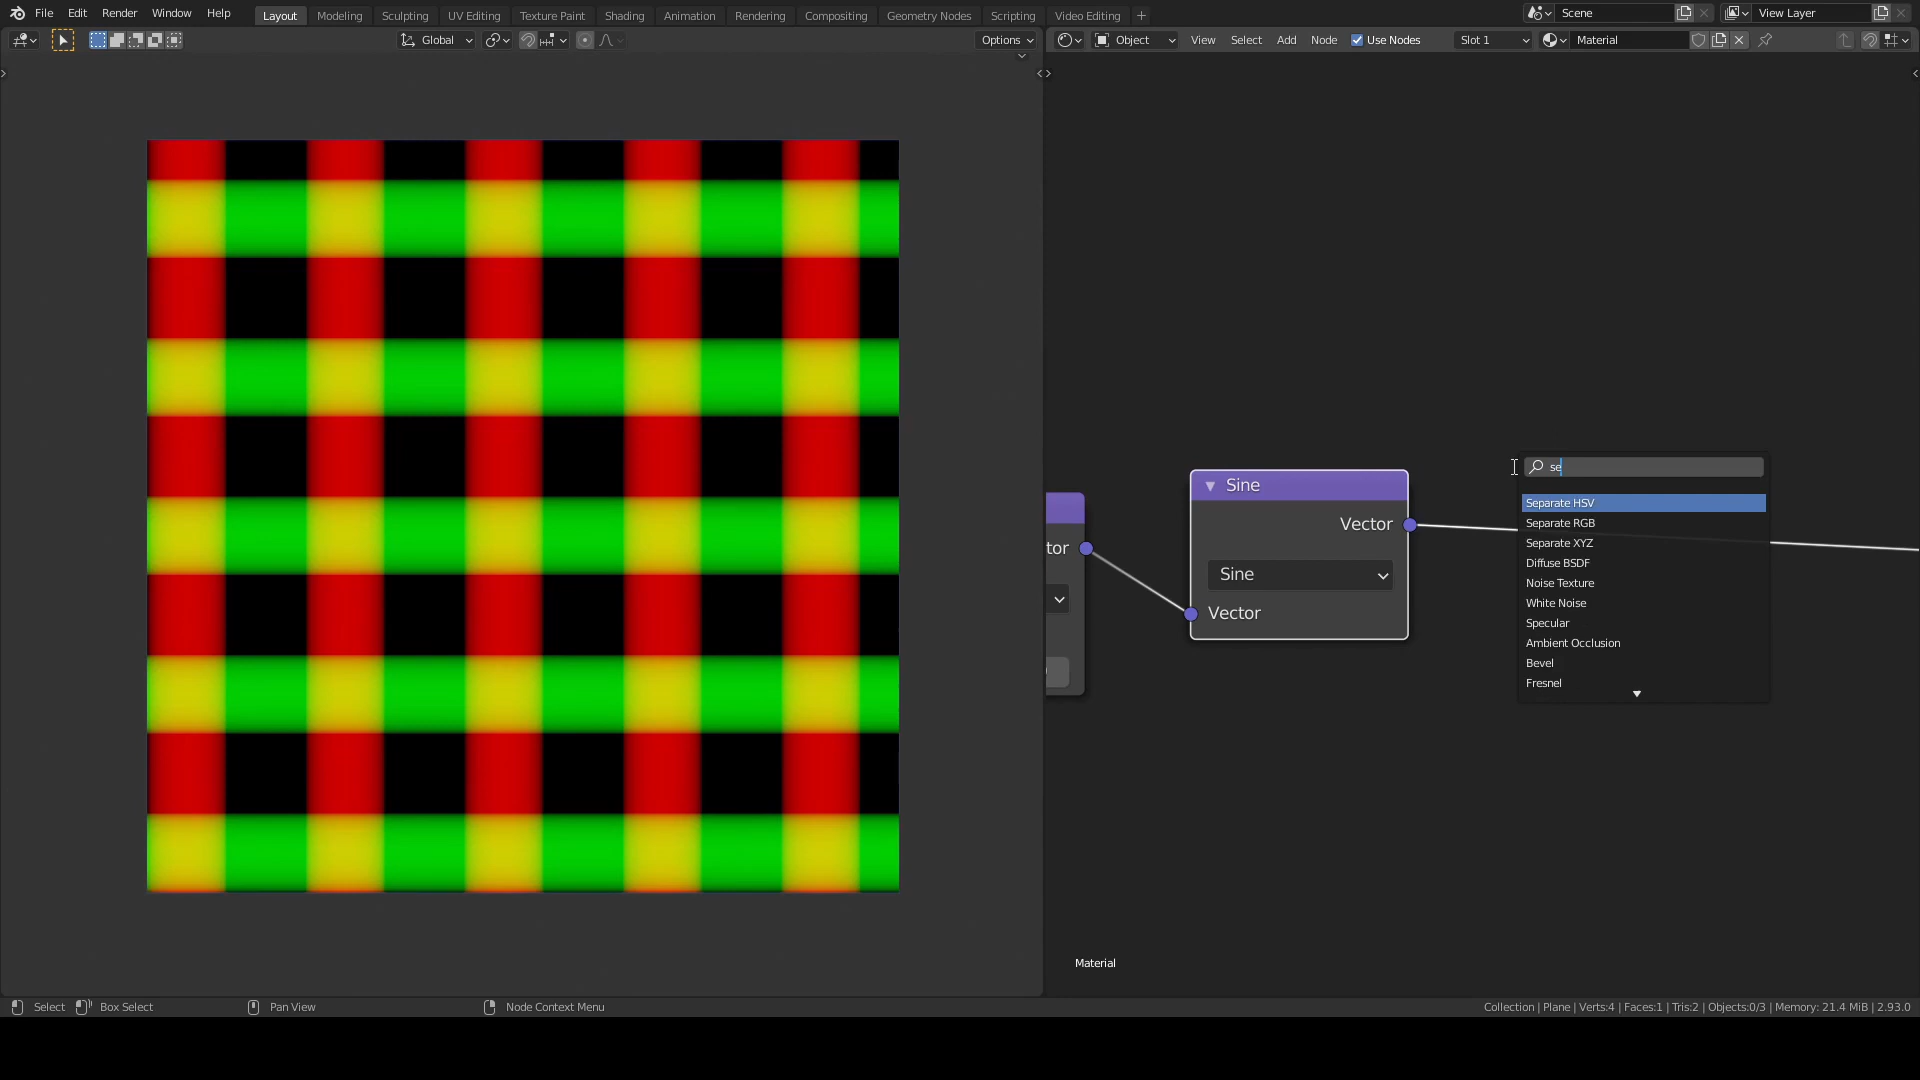 File Edit Render Window Help Layout Modeling Sculpting UV Editing Texture Paint Shading Animation Rendering Compositing Geometry Nodes Scripting Video Editing + Scene View Layer
Global Options Object View Select Add Node Use Nodes Slot 1 Material
Sine
Vector
Sine
Vector
tor
se
Separate HSV
Separate RGB
Separate XYZ
Diffuse BSDF
Noise Texture
White Noise
Specular
Ambient Occlusion
Bevel
Fresnel
Material
Select Box Select Pan View Node Context Menu Collection | Plane | Verts:4 | Faces:1 | Tris:2 | Objects:0/3 | Memory: 21.4 MiB | 2.93.0